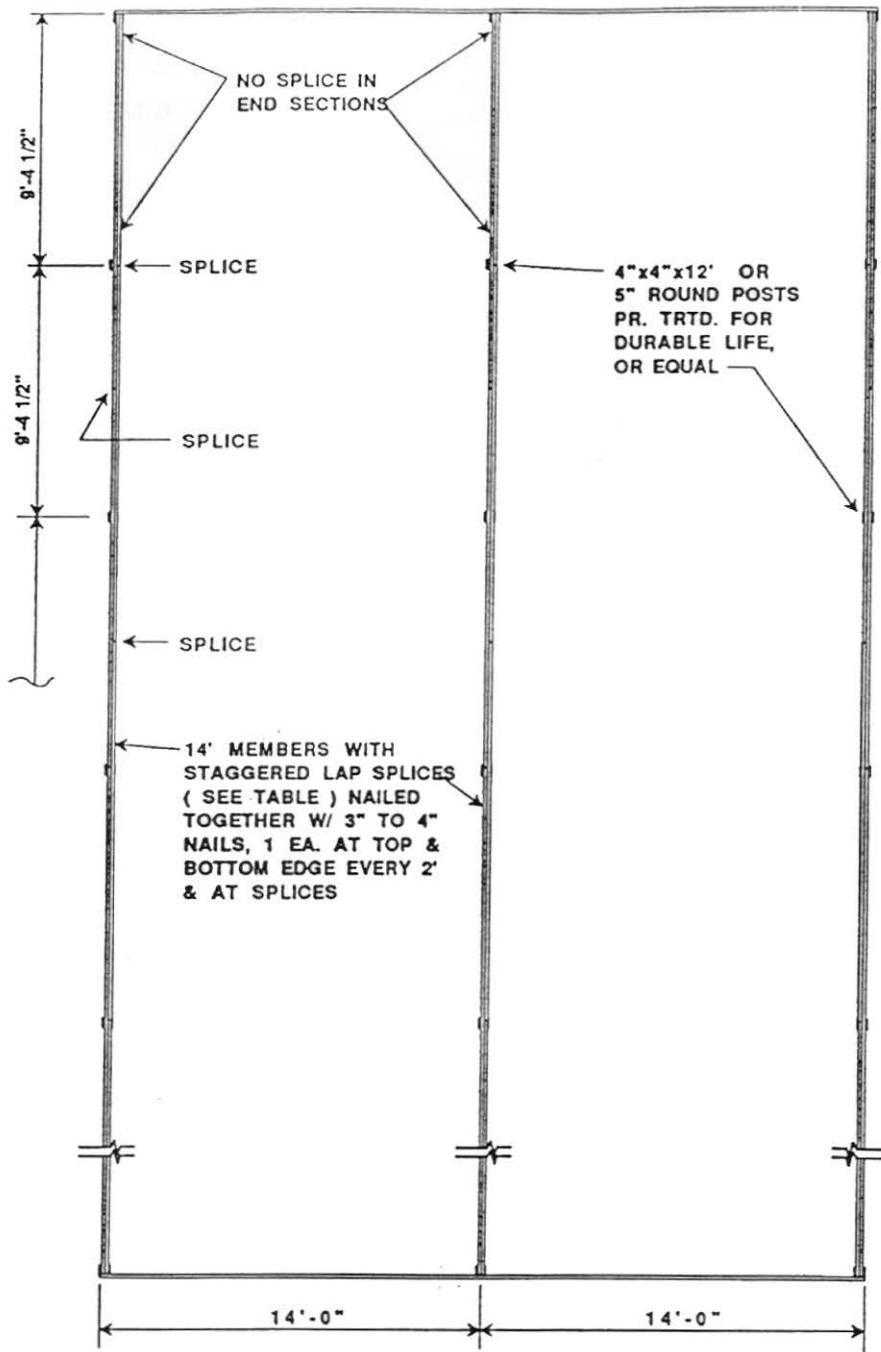 NO SPLICE IN
END SECTIONS
9'-4 1/2"
SPLICE
4"x4"x12' OR
5" ROUND POSTS
PR. TRTD. FOR
DURABLE LIFE,
OR EQUAL
9'-4 1/2"
SPLICE
SPLICE
14' MEMBERS WITH
STAGGERED LAP SPLICES
( SEE TABLE ) NAILED
TOGETHER W/ 3" TO 4"
NAILS, 1 EA. AT TOP &
BOTTOM EDGE EVERY 2'
& AT SPLICES
14'-0"
14'-0"